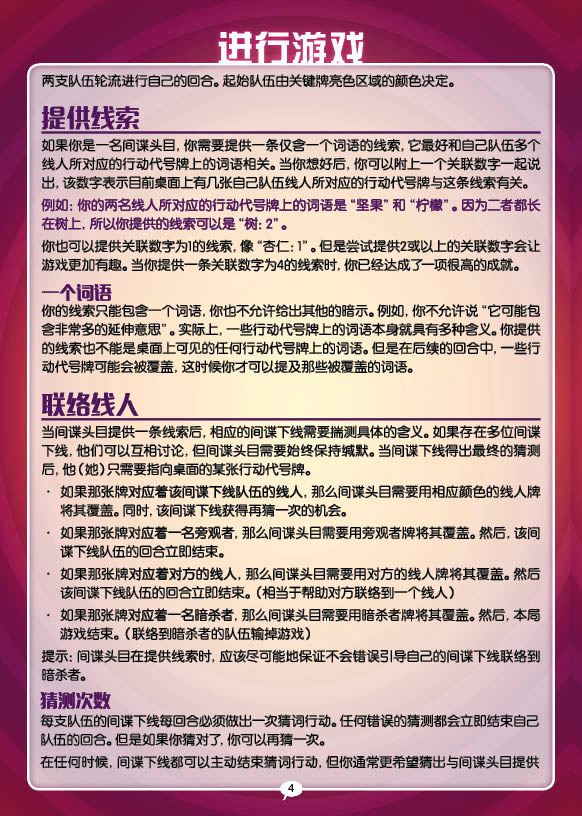 进行游戏
两支队伍轮流进行自己的回合。起始队伍由关键牌亮色区域的颜色决定。
提供线索
如果你是一名间谍头目，你需要提供一条仅含一个词语的线索，它最好和自己队伍多个
线人所对应的行动代号牌上的词语相关。当你想好后，你可以附上一个关联数字一起说
出，该数字表示目前桌面上有几张自己队伍线人所对应的行动代号牌与这条线索有关。
例如：你的两名线人所对应的行动代号牌上的词语是“坚果”和“柠檬”。因为二者都长
在树上，所以你提供的线索可以是“树：2”。
你也可以提供关联数字为1的线索，像“杏仁：1”。但是尝试提供2或以上的关联数字会让
游戏更加有趣。当你提供一条关联数字为4的线索时，你已经达成了一项很高的成就。
一个词语
你的线索只能包含一个词语，你也不允许给出其他的暗示。例如，你不允许说“它可能包
含非常多的延伸意思”。实际上，一些行动代号牌上的词语本身就具有多种含义。你提供
的线索也不能是桌面上可见的任何行动代号牌上的词语。但是在后续的回合中，一些行
动代号牌可能会被覆盖，这时候你才可以提及那些被覆盖的词语。
联络线人
当间谍头目提供一条线索后，相应的间谍下线需要揣测具体的含义。如果存在多位间谍
下线，他们可以互相讨论，但间谍头目需要始终保持缄默。当间谍下线得出最终的猜测
后，他（她）只需要指向桌面的某张行动代号牌。
· 如果那张牌对应着该间谍下线队伍的线人，那么间谍头目需要用相应颜色的线人牌
将其覆盖。同时，该间谍下线获得再猜一次的机会。
· 如果那张牌对应着一名旁观者，那么间谍头目需要用旁观者牌将其覆盖。然后，该间
谍下线队伍的回合立即结束。
· 如果那张牌对应着对方的线人，那么间谍头目需要用对方的线人牌将其覆盖。然后
该间谍下线队伍的回合立即结束。（相当于帮助对方联络到一个线人）
· 如果那张牌对应着一名暗杀者，那么间谍头目需要用暗杀者牌将其覆盖。然后，本局
游戏结束。（联络到暗杀者的队伍输掉游戏）
提示：间谍头目在提供线索时，应该尽可能地保证不会错误引导自己的间谍下线联络到
暗杀者。
猜测次数
每支队伍的间谍下线每回合必须做出一次猜词行动。任何错误的猜测都会立即结束自己
队伍的回合。但是如果你猜对了，你可以再猜一次。
在任何时候，间谍下线都可以主动结束猜词行动，但你通常更希望猜出与间谍头目提供
4